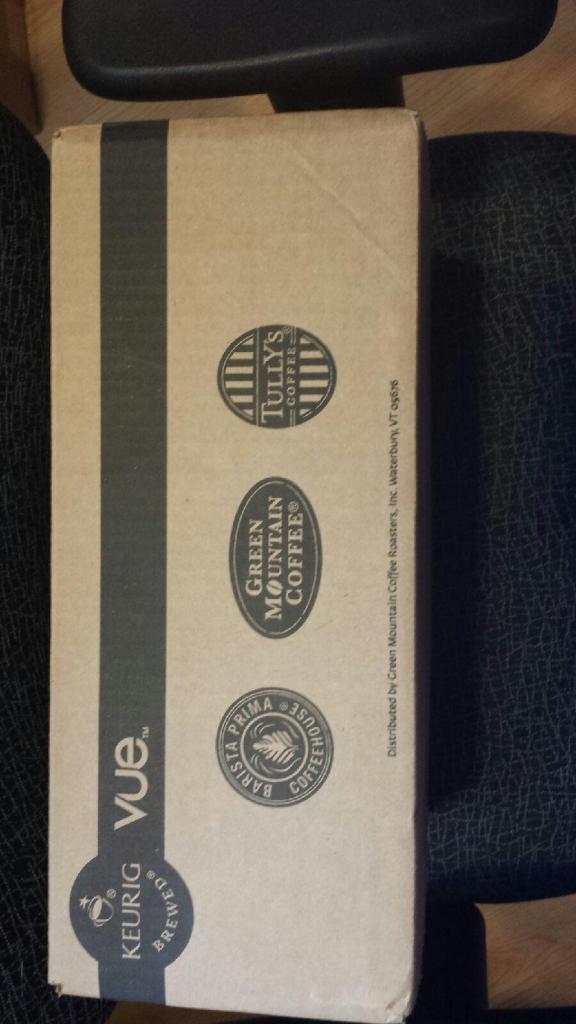 KEURIG®
BREWED®
vue™
BARISTA PRIMA®
COFFEEHOUSE
GREEN
MOUNTAIN
COFFEE®
TULLY'S
COFFEE®
Distributed by Green Mountain Coffee Roasters, Inc. Waterbury, VT 05676